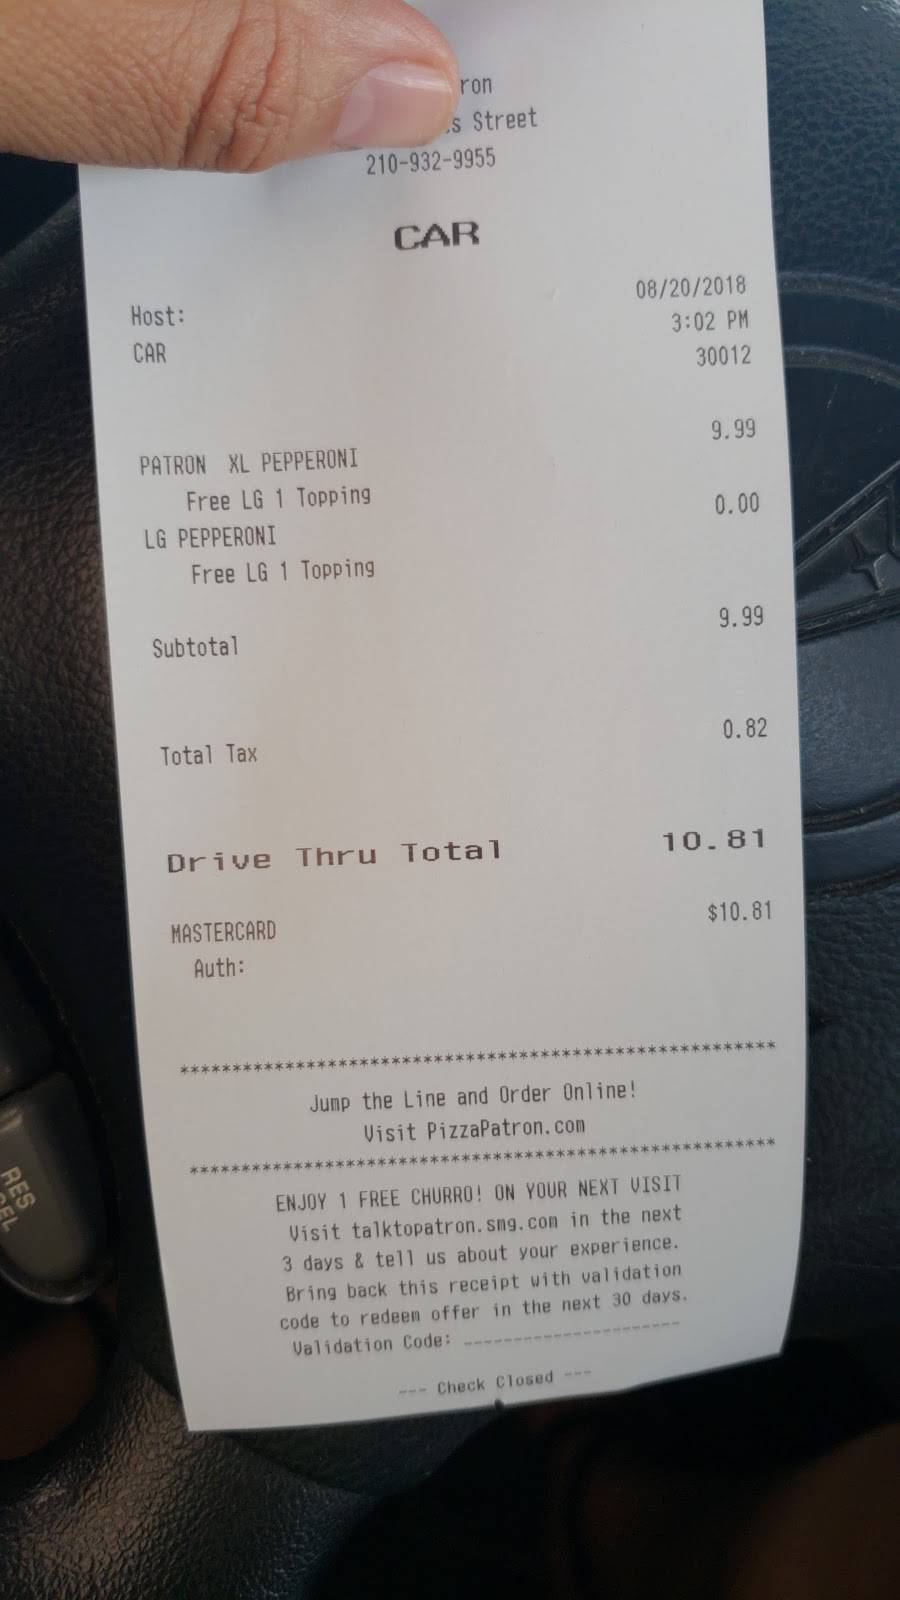 Street
210-932-9955
CAR
08/20/2018
Host: 3:02 PM
CAR 30012
PATRON XL PEPPERONI 9.99
Free LG 1 Topping
LG PEPPERONI 0.00
Free LG 1 Topping
Subtotal 9.99
Total Tax 0.82
Drive Thru Total 10.81
MASTERCARD $10.81
Auth:
*********************************************************
Jump the Line and Order Online!
Visit PizzaPatron.com
*********************************************************
ENJOY 1 FREE CHURRO! ON YOUR NEXT VISIT
Visit talktopatron.smg.com in the next
3 days & tell us about your experience.
Bring back this receipt with validation
code to redeem offer in the next 30 days.
Validation Code: ----------------------
--- Check Closed ---
RES